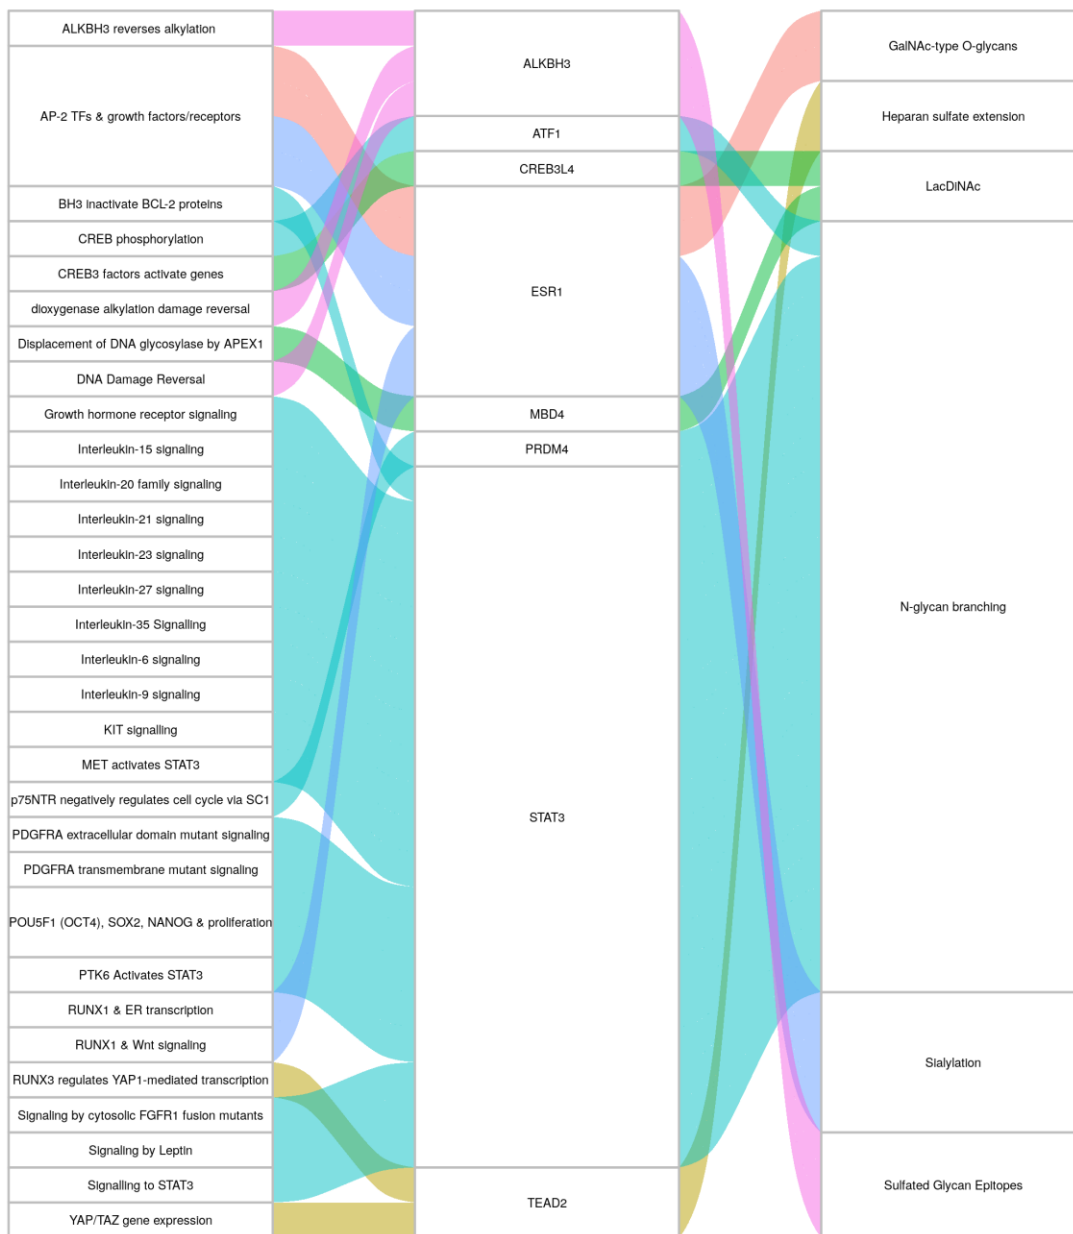 ALKBH3 reverses alkylation
AP-2 TFs & growth factors/receptors
BH3 inactivate BCL-2 proteins
CREB phosphorylation
CREB3 factors activate genes
dioxygenase alkylation damage reversal
Displacement of DNA glycosylase by APEX1
DNA Damage Reversal
Growth hormone receptor signaling
Interleukin-15 signaling
Interleukin-20 family signaling
Interleukin-21 signaling
Interleukin-23 signaling
Interleukin-27 signaling
Interleukin-35 Signalling
Interleukin-6 signaling
Interleukin-9 signaling
KIT signalling
MET activates STAT3
p75NTR negatively regulates cell cycle via SC1
PDGFRA extracellular domain mutant signaling
PDGFRA transmembrane mutant signaling
POU5F1 (OCT4), SOX2, NANOG & proliferation
PTK6 Activates STAT3
RUNX1 & ER transcription
RUNX1 & Wnt signaling
RUNX3 regulates YAP1-mediated transcription
Signaling by cytosolic FGFR1 fusion mutants
Signaling by Leptin
Signalling to STAT3
YAP/TAZ gene expression
ALKBH3
ATF1
CREB3L4
ESR1
MBD4
PRDM4
STAT3
TEAD2
GalNAc-type O-glycans
Heparan sulfate extension
LacDiNAc
N-glycan branching
Sialylation
Sulfated Glycan Epitopes